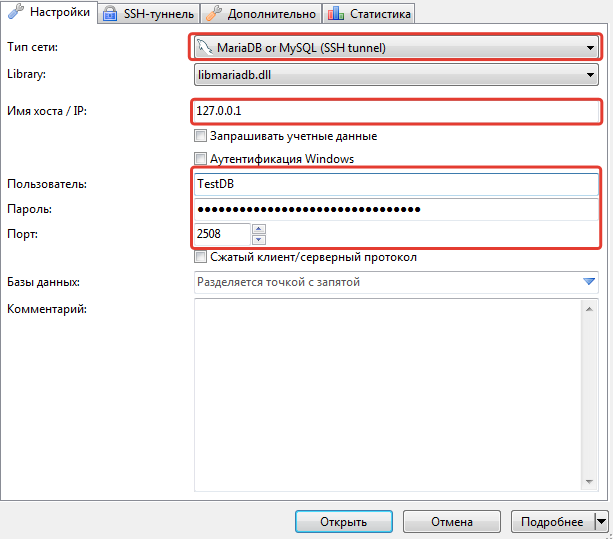 Настройки SSH-туннель Дополнительно Статистика
Тип сети: MariaDB or MySQL (SSH tunnel)
Library: libmariadb.dll
Имя хоста / IP: 127.0.0.1
Запрашивать учетные данные
Аутентификация Windows
Пользователь: TestDB
Пароль: ●●●●●●●●●●●●●●●●●●●●●●●●●●●●●●●●
Порт: 2508
Сжатый клиент/серверный протокол
Базы данных: Разделяется точкой с запятой
Комментарий:
Открыть Отмена Подробнее